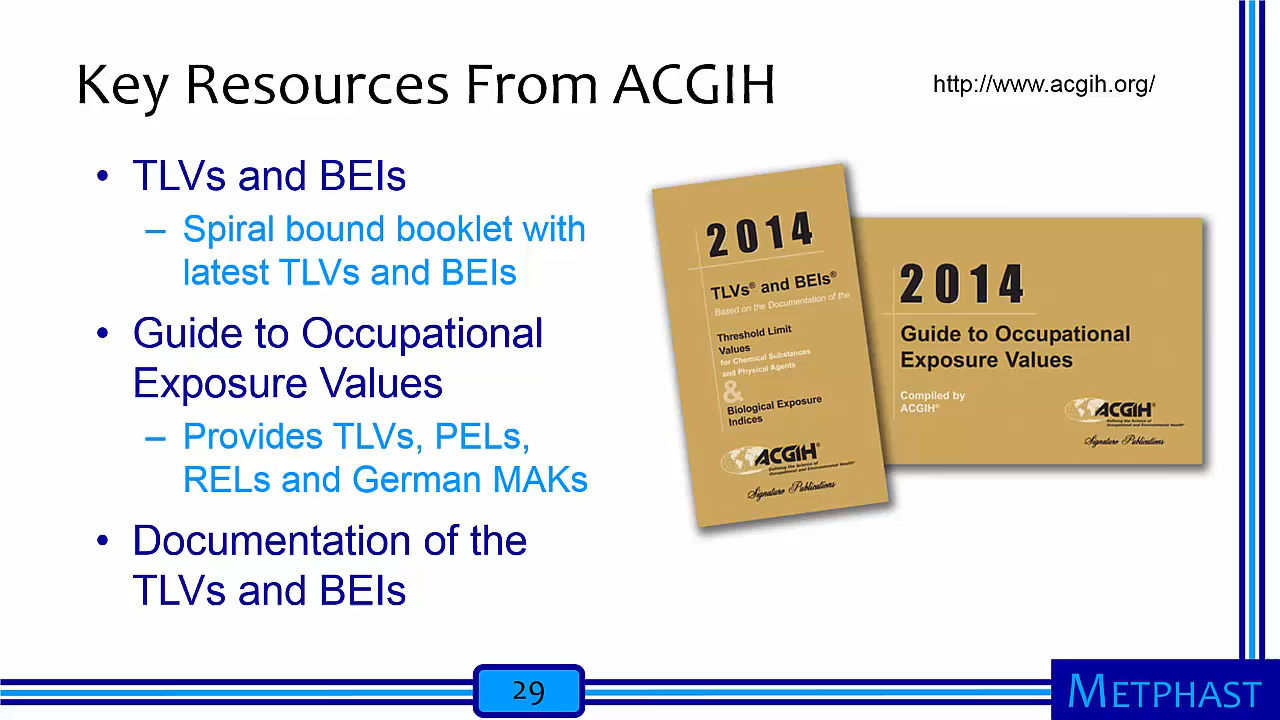 Key Resources From ACGIH
http://www.acgih.org/
• TLVs and BEIs
– Spiral bound booklet with
latest TLVs and BEIs
• Guide to Occupational
Exposure Values
– Provides TLVs, PELs,
RELs and German MAKs
• Documentation of the
TLVs and BEIs
2014
TLVs® and BEIs®
Based on the Documentation of the
Threshold Limit
Values
for Chemical Substances
and Physical Agents
&
Biological Exposure
Indices
ACGIH®
Defining the Science of
Occupational and Environmental Health®
Signature Publications
2014
Guide to Occupational
Exposure Values
Compiled by
ACGIH®
ACGIH®
Defining the Science of
Occupational and Environmental Health®
Signature Publications
29
METPHAST